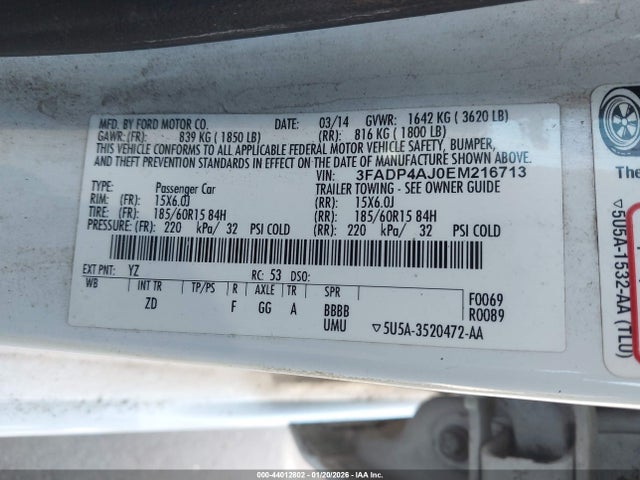 MFD. BY FORD MOTOR CO. DATE: 03/14 GVWR: 1642 KG ( 3620 LB)
GAWR: (FR): 839 KG ( 1850 LB) (RR): 816 KG ( 1800 LB)
THIS VEHICLE CONFORMS TO ALL APPLICABLE FEDERAL MOTOR VEHICLE SAFETY, BUMPER,
AND THEFT PREVENTION STANDARDS IN EFFECT ON THE DATE OF MANUFACTURE SHOWN ABOVE.
VIN: 3FADP4AJ0EM216713
TYPE: Passenger Car TRAILER TOWING - SEE OWNER GUIDE
RIM: (FR) 15X6.0J (RR) 15X6.0J
TIRE: (FR) 185/60R15 84H (RR) 185/60R15 84H
PRESSURE: (FR) 220 kPa/ 32 PSI COLD (RR) 220 kPa/ 32 PSI COLD
EXT PNT: YZ RC: 53 DSO:
WB INT TR TP/PS R AXLE TR SPR F0069
ZD F GG A BBBB R0089
UMU ▽5U5A-3520472-AA
The
▽5U5A-1532-AA (TL0)
000-44012802 - 01/20/2026 - IAA Inc.